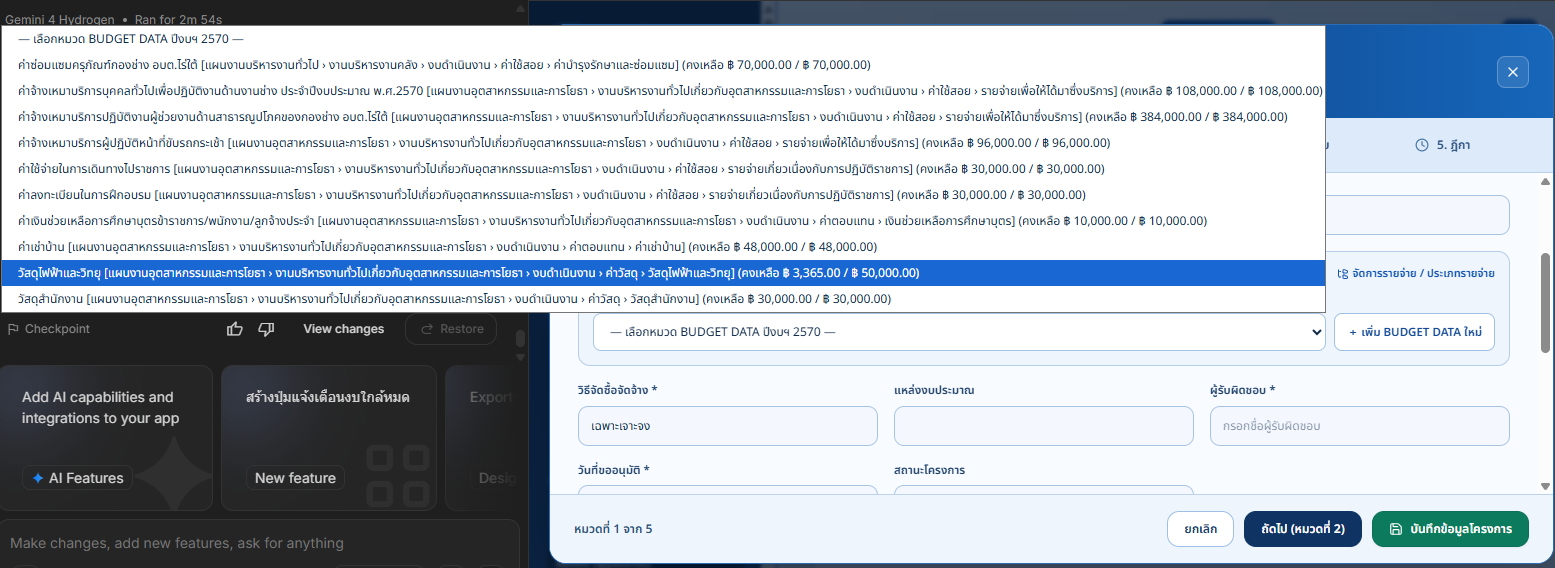 Gemini 4 Hydrogen • Ran for 2m 54s
— เลือกหมวด BUDGET DATA ปีงบฯ 2570 —
ค่าซ่อมแซมครุภัณฑ์กองช่าง อบต.ไร่ใต้ [แผนงานบริหารงานทั่วไป › งานบริหารงานคลัง › งบดำเนินงาน › ค่าใช้สอย › ค่าบำรุงรักษาและซ่อมแซม] (คงเหลือ ฿ 70,000.00 / ฿ 70,000.00)
ค่าจ้างเหมาบริการบุคคลทั่วไปเพื่อปฏิบัติงานด้านงานช่าง ประจำปีงบประมาณ พ.ศ.2570 [แผนงานอุตสาหกรรมและการโยธา › งานบริหารงานทั่วไปเกี่ยวกับอุตสาหกรรมและการโยธา › งบดำเนินงาน › ค่าใช้สอย › รายจ่ายเพื่อให้ได้มาซึ่งบริการ] (คงเหลือ ฿ 108,000.00 / ฿ 108,000.00)
ค่าจ้างเหมาบริการปฏิบัติงานผู้ช่วยงานด้านสาธารณูปโภคของกองช่าง อบต.ไร่ใต้ [แผนงานอุตสาหกรรมและการโยธา › งานบริหารงานทั่วไปเกี่ยวกับอุตสาหกรรมและการโยธา › งบดำเนินงาน › ค่าใช้สอย › รายจ่ายเพื่อให้ได้มาซึ่งบริการ] (คงเหลือ ฿ 384,000.00 / ฿ 384,000.00)
ค่าจ้างเหมาบริการผู้ปฏิบัติหน้าที่ขับรถกระเช้า [แผนงานอุตสาหกรรมและการโยธา › งานบริหารงานทั่วไปเกี่ยวกับอุตสาหกรรมและการโยธา › งบดำเนินงาน › ค่าใช้สอย › รายจ่ายเพื่อให้ได้มาซึ่งบริการ] (คงเหลือ ฿ 96,000.00 / ฿ 96,000.00)
ค่าใช้จ่ายในการเดินทางไปราชการ [แผนงานอุตสาหกรรมและการโยธา › งานบริหารงานทั่วไปเกี่ยวกับอุตสาหกรรมและการโยธา › งบดำเนินงาน › ค่าใช้สอย › รายจ่ายเกี่ยวเนื่องกับการปฏิบัติราชการ] (คงเหลือ ฿ 30,000.00 / ฿ 30,000.00)
ค่าลงทะเบียนในการฝึกอบรม [แผนงานอุตสาหกรรมและการโยธา › งานบริหารงานทั่วไปเกี่ยวกับอุตสาหกรรมและการโยธา › งบดำเนินงาน › ค่าใช้สอย › รายจ่ายเกี่ยวเนื่องกับการปฏิบัติราชการ] (คงเหลือ ฿ 30,000.00 / ฿ 30,000.00)
ค่าเงินช่วยเหลือการศึกษาบุตรข้าราชการ/พนักงาน/ลูกจ้างประจำ [แผนงานอุตสาหกรรมและการโยธา › งานบริหารงานทั่วไปเกี่ยวกับอุตสาหกรรมและการโยธา › งบดำเนินงาน › ค่าตอบแทน › เงินช่วยเหลือการศึกษาบุตร] (คงเหลือ ฿ 10,000.00 / ฿ 10,000.00)
ค่าเช่าบ้าน [แผนงานอุตสาหกรรมและการโยธา › งานบริหารงานทั่วไปเกี่ยวกับอุตสาหกรรมและการโยธา › งบดำเนินงาน › ค่าตอบแทน › ค่าเช่าบ้าน] (คงเหลือ ฿ 48,000.00 / ฿ 48,000.00)
วัสดุไฟฟ้าและวิทยุ [แผนงานอุตสาหกรรมและการโยธา › งานบริหารงานทั่วไปเกี่ยวกับอุตสาหกรรมและการโยธา › งบดำเนินงาน › ค่าวัสดุ › วัสดุไฟฟ้าและวิทยุ] (คงเหลือ ฿ 3,365.00 / ฿ 50,000.00)
วัสดุสำนักงาน [แผนงานอุตสาหกรรมและการโยธา › งานบริหารงานทั่วไปเกี่ยวกับอุตสาหกรรมและการโยธา › งบดำเนินงาน › ค่าวัสดุ › วัสดุสำนักงาน] (คงเหลือ ฿ 30,000.00 / ฿ 30,000.00)
5. ฎีกา
จัดการรายจ่าย / ประเภทรายจ่าย
Checkpoint
View changes
Restore
— เลือกหมวด BUDGET DATA ปีงบฯ 2570 —
+ เพิ่ม BUDGET DATA ใหม่
Add AI capabilities and
integrations to your app
AI Features
สร้างปุ่มแจ้งเตือนงบใกล้หมด
New feature
Export
Desig
วิธีจัดซื้อจัดจ้าง *
แหล่งงบประมาณ
ผู้รับผิดชอบ *
เฉพาะเจาะจง
กรอกชื่อผู้รับผิดชอบ
วันที่ขออนุมัติ *
สถานะโครงการ
หมวดที่ 1 จาก 5
ยกเลิก
ถัดไป (หมวดที่ 2)
บันทึกข้อมูลโครงการ
Make changes, add new features, ask for anything